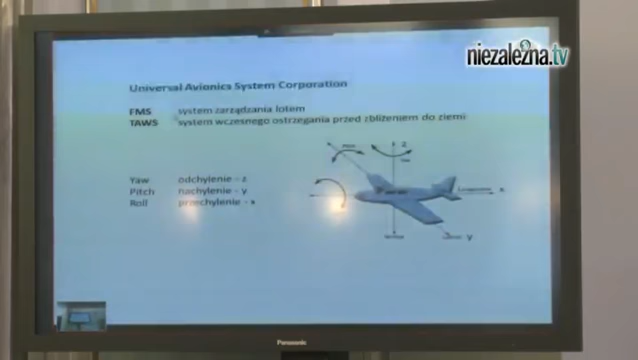 niezależna.tv
Universal Avionics System Corporation
FMS system zarządzania lotem
TAWS system wczesnego ostrzegania przed zbliżeniem do ziemi
Yaw odchylenie - z
Pitch nachylenie - y
Roll przechylenie - x
z
x
y
Panasonic